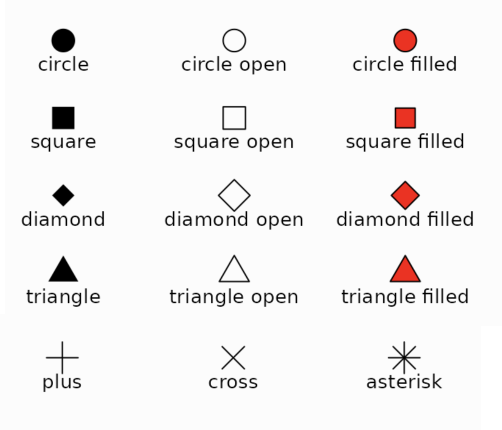 circle circle open circle filled
square square open square filled
diamond diamond open diamond filled
triangle triangle open triangle filled
plus cross asterisk